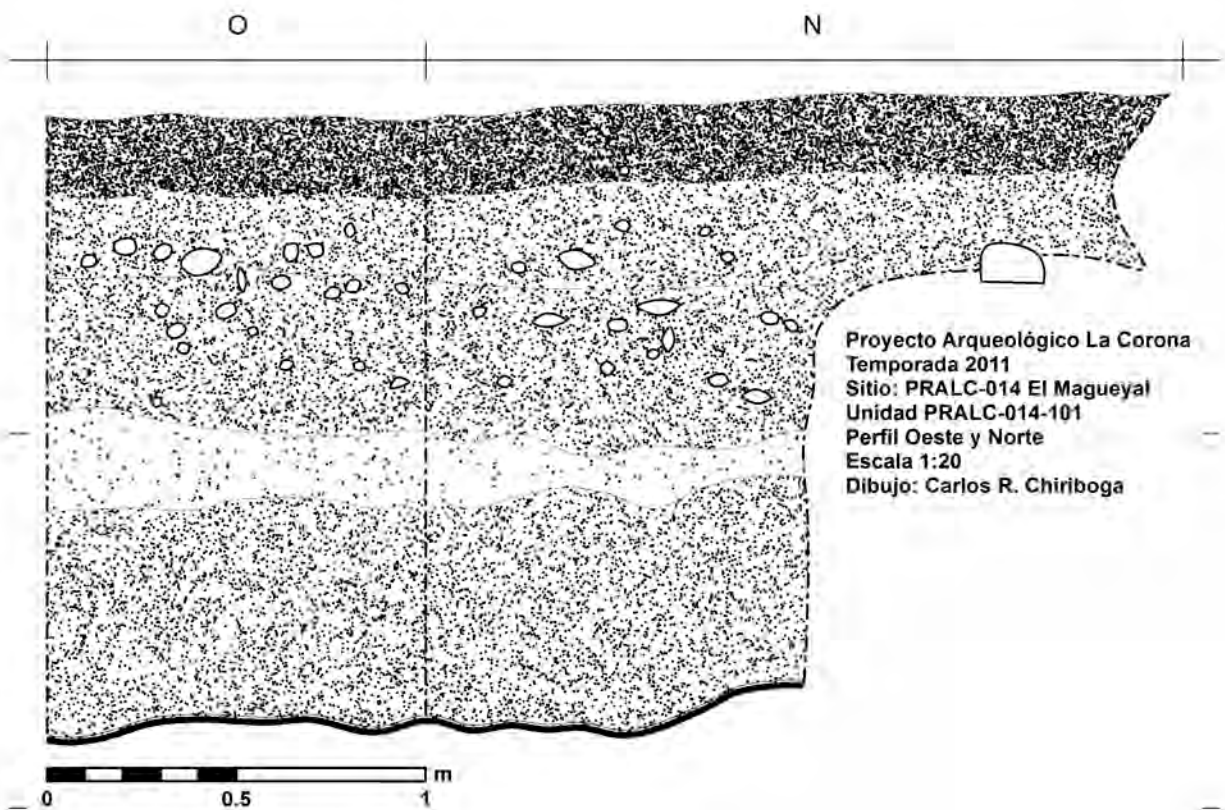 O N
Proyecto Arqueológico La Corona
Temporada 2011
Sitio: PRALC-014 El Magueyal
Unidad PRALC-014-101
Perfil Oeste y Norte
Escala 1:20
Dibujo: Carlos R. Chiriboga
m
0 0.5 1